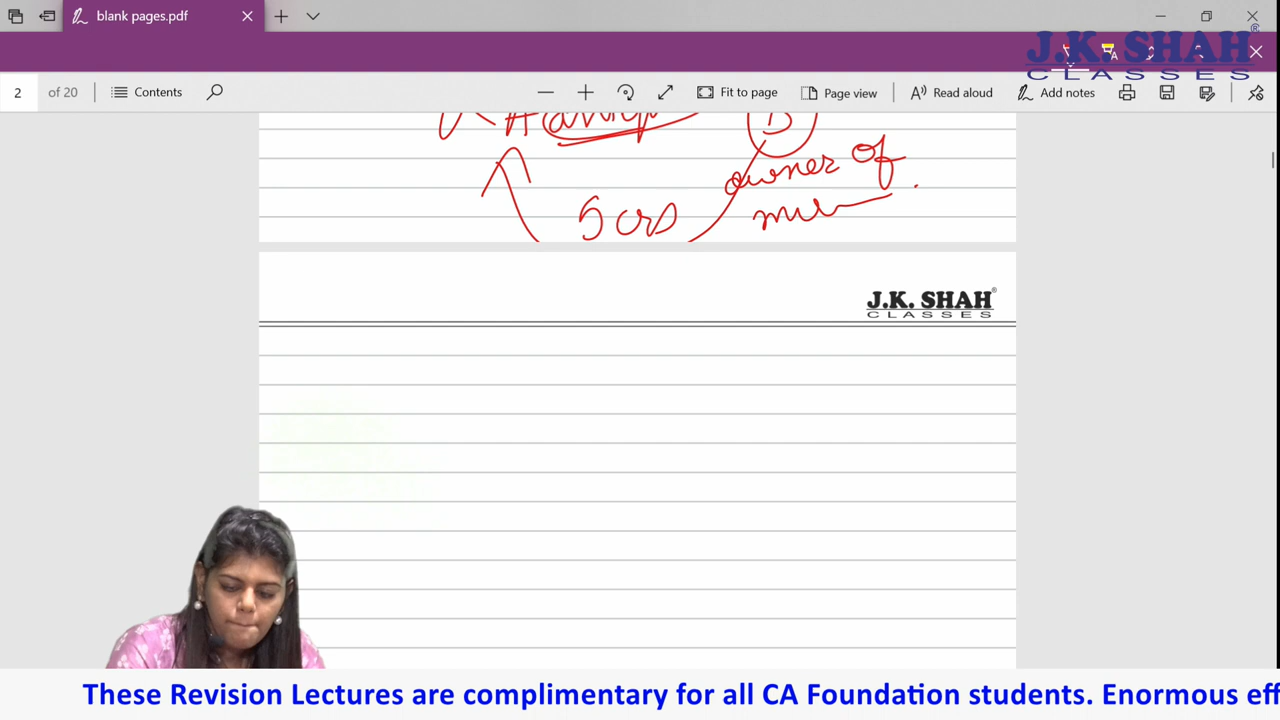 blank pages.pdf
J.K. SHAH®
CLASSES
2 of 20 Contents Fit to page Page view Read aloud Add notes
B
owner of
5 crs
J.K. SHAH®
CLASSES
These Revision Lectures are complimentary for all CA Foundation students. Enormous eff